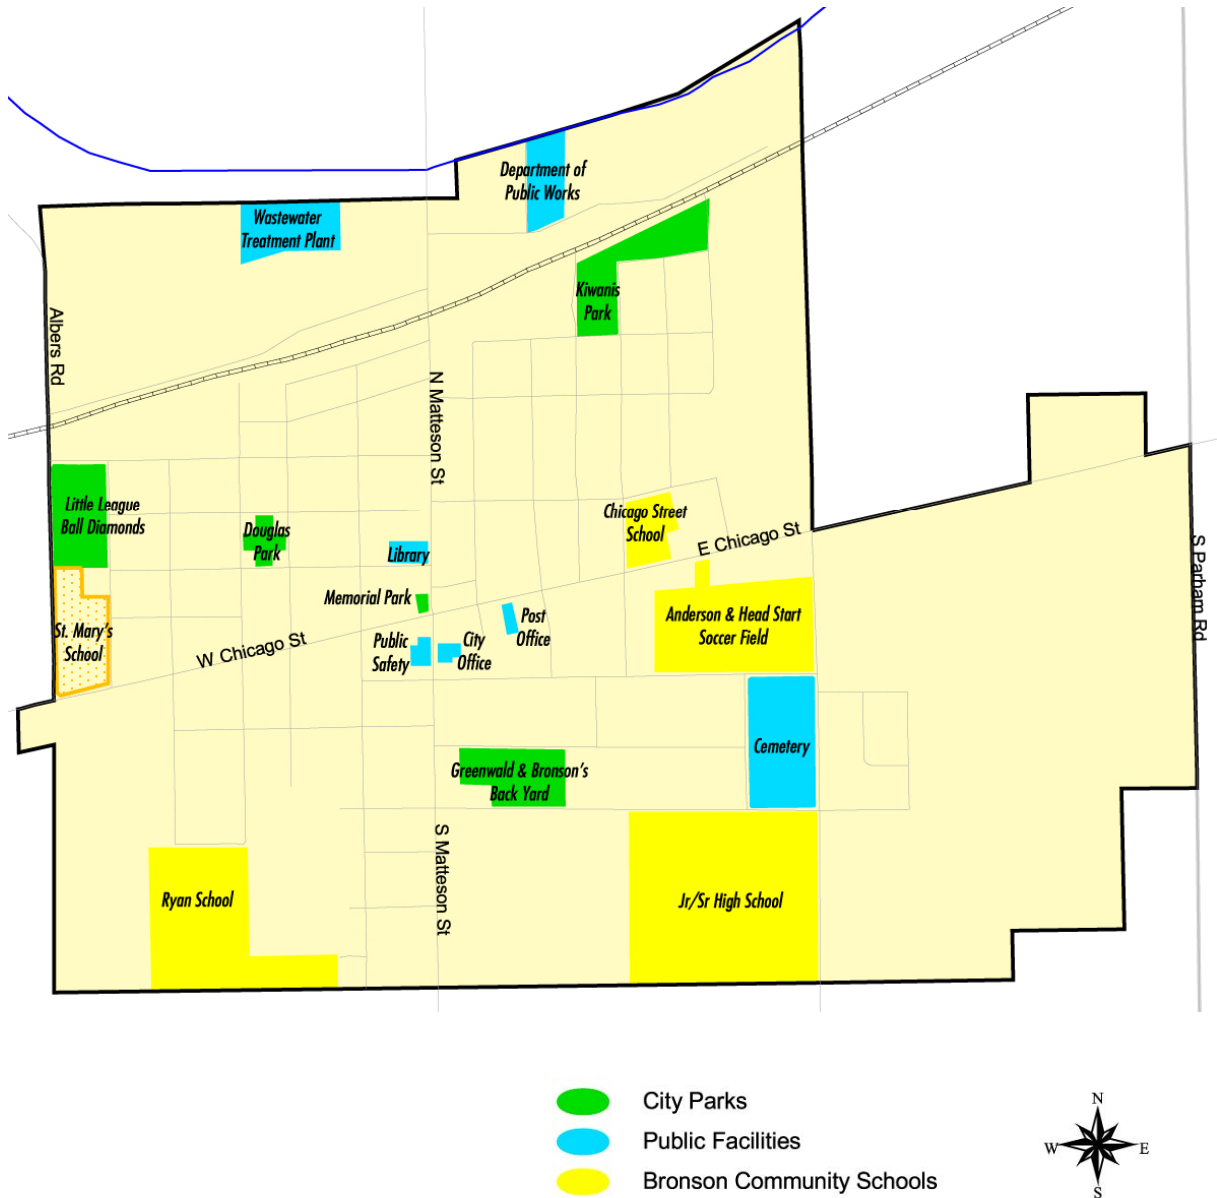 Department of
Public Works
Wastewater
Treatment Plant
Kiwanis
Park
Albers Rd
N Matteson St
Little League
Ball Diamonds
Douglas
Park
Library
Chicago Street
School
E Chicago St
S Parham Rd
Memorial Park
St. Mary's
School
W Chicago St
Public
Safety
City
Office
Post
Office
Anderson & Head Start
Soccer Field
Cemetery
Greenwald & Bronson's
Back Yard
S Matteson St
Ryan School
Jr/Sr High School
City Parks
Public Facilities
Bronson Community Schools
N
W
E
S